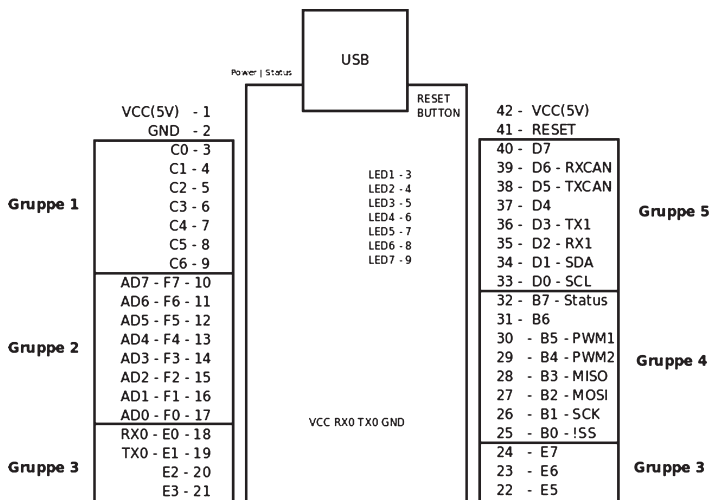 USB
Power | Status
RESET
BUTTON
VCC(5V) - 1
GND - 2
Gruppe 1
C0 - 3
C1 - 4
C2 - 5
C3 - 6
C4 - 7
C5 - 8
C6 - 9
Gruppe 2
AD7 - F7 - 10
AD6 - F6 - 11
AD5 - F5 - 12
AD4 - F4 - 13
AD3 - F3 - 14
AD2 - F2 - 15
AD1 - F1 - 16
AD0 - F0 - 17
Gruppe 3
RX0 - E0 - 18
TX0 - E1 - 19
E2 - 20
E3 - 21
LED1 - 3
LED2 - 4
LED3 - 5
LED4 - 6
LED5 - 7
LED6 - 8
LED7 - 9
VCC RX0 TX0 GND
42 - VCC(5V)
41 - RESET
40 - D7
39 - D6 - RXCAN
38 - D5 - TXCAN
37 - D4
36 - D3 - TX1
35 - D2 - RX1
34 - D1 - SDA
33 - D0 - SCL
Gruppe 5
32 - B7 - Status
31 - B6
30 - B5 - PWM1
29 - B4 - PWM2
28 - B3 - MISO
27 - B2 - MOSI
26 - B1 - SCK
25 - B0 - !SS
Gruppe 4
24 - E7
23 - E6
22 - E5
Gruppe 3